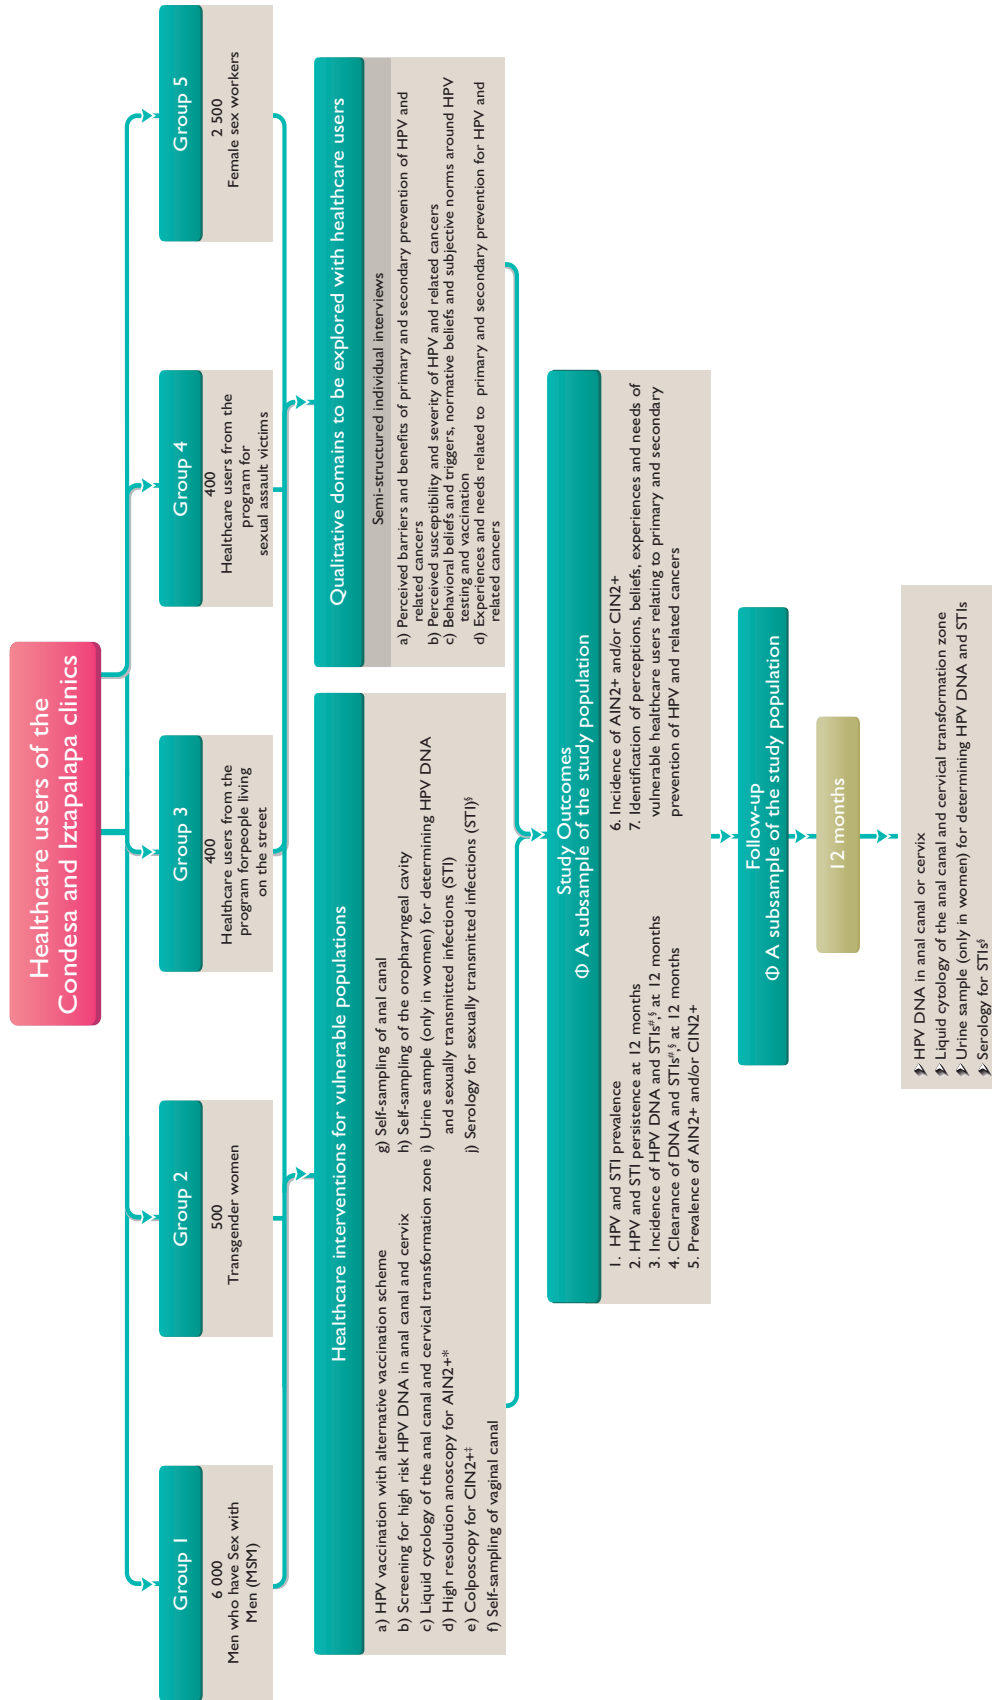 Healthcare users of the
Condesa and Iztapalapa clinics
Group 1
6 000
Men who have Sex with
Men (MSM)
Group 2
500
Transgender women
Group 3
400
Healthcare users from the
program forpeople living
on the street
Group 4
400
Healthcare users from the
program for
sexual assault victims
Group 5
2 500
Female sex workers
Healthcare interventions for vulnerable populations
a) HPV vaccination with alternative vaccination scheme
b) Screening for high risk HPV DNA in anal canal and cervix
c) Liquid cytology of the anal canal and cervical transformation zone
d) High resolution anoscopy for AIN2+*
e) Colposcopy for CIN2+‡
f) Self-sampling of vaginal canal
g) Self-sampling of anal canal
h) Self-sampling of the oropharyngeal cavity
i) Urine sample (only in women) for determining HPV DNA
and sexually transmitted infections (STI)
j) Serology for sexually transmitted infections (STI)§
Qualitative domains to be explored with healthcare users
Semi-structured individual interviews
a) Perceived barriers and benefits of primary and secondary prevention of HPV and
related cancers
b) Perceived susceptibility and severity of HPV and related cancers
c) Behavioral beliefs and triggers, normative beliefs and subjective norms around HPV
testing and vaccination
d) Experiences and needs related to primary and secondary prevention for HPV and
related cancers
Study Outcomes
Φ A subsample of the study population
1. HPV and STI prevalence
2. HPV and STI persistence at 12 months
3. Incidence of HPV DNA and STIs#,§ at 12 months
4. Clearance of DNA and STIs#,§ at 12 months
5. Prevalence of AIN2+ and/or CIN2+
6. Incidence of AIN2+ and/or CIN2+
7. Identification of perceptions, beliefs, experiences and needs of
vulnerable healthcare users relating to primary and secondary
prevention of HPV and related cancers
Follow-up
Φ A subsample of the study population
12 months
HPV DNA in anal canal or cervix
Liquid cytology of the anal canal and cervical transformation zone
Urine sample (only in women) for determining HPV DNA and STIs
Serology for STIs§